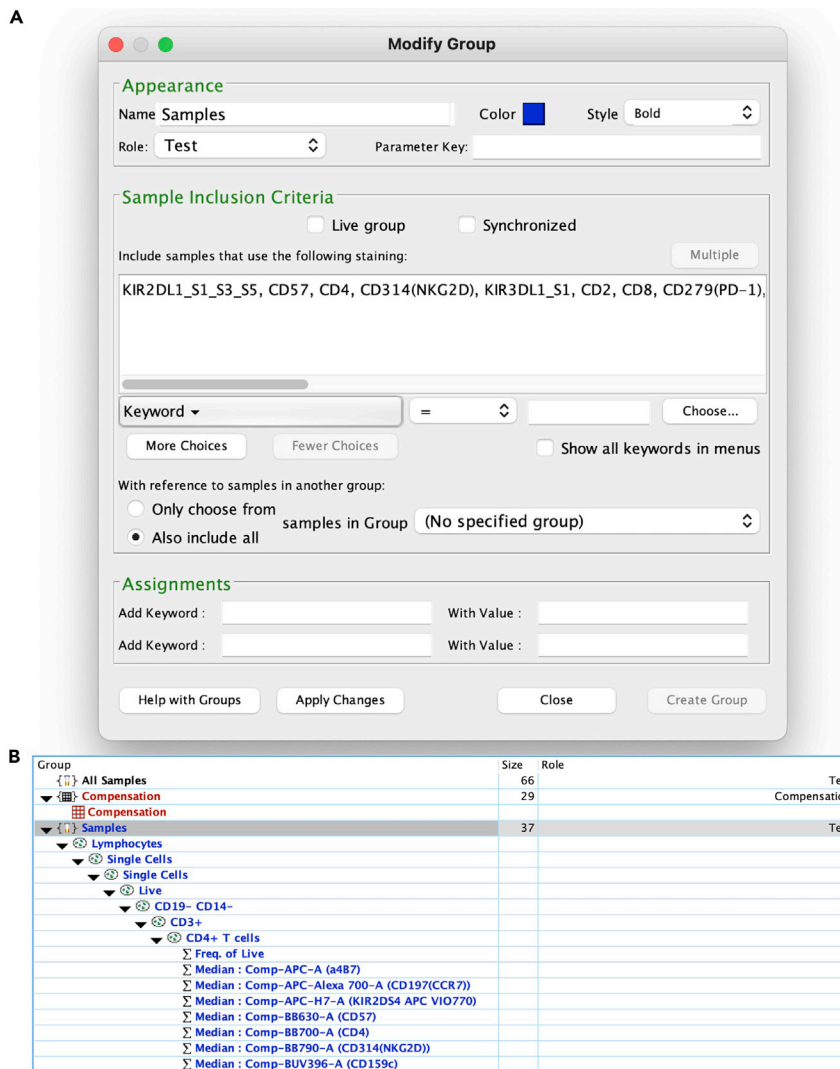 A
Modify Group
Appearance
Name Samples Color Style Bold
Role: Test Parameter Key:
Sample Inclusion Criteria
Live group Synchronized
Include samples that use the following staining: Multiple
KIR2DL1_S1_S3_S5, CD57, CD4, CD314(NKG2D), KIR3DL1_S1, CD2, CD8, CD279(PD-1),
Keyword = Choose...
More Choices Fewer Choices Show all keywords in menus
With reference to samples in another group:
Only choose from
samples in Group (No specified group)
Also include all
Assignments
Add Keyword : With Value :
Add Keyword : With Value :
Help with Groups Apply Changes Close Create Group
B
Group Size Role
{ } All Samples 66 Te
{ } Compensation 29 Compensatio
Compensation
{ } Samples 37 Te
Lymphocytes
Single Cells
Single Cells
Live
CD19- CD14-
CD3+
CD4+ T cells
Σ Freq. of Live
Σ Median : Comp-APC-A (a4B7)
Σ Median : Comp-APC-Alexa 700-A (CD197(CCR7))
Σ Median : Comp-APC-H7-A (KIR2DS4 APC VIO770)
Σ Median : Comp-BB630-A (CD57)
Σ Median : Comp-BB700-A (CD4)
Σ Median : Comp-BB790-A (CD314(NKG2D))
Σ Median : Comp-BUV396-A (CD159c)